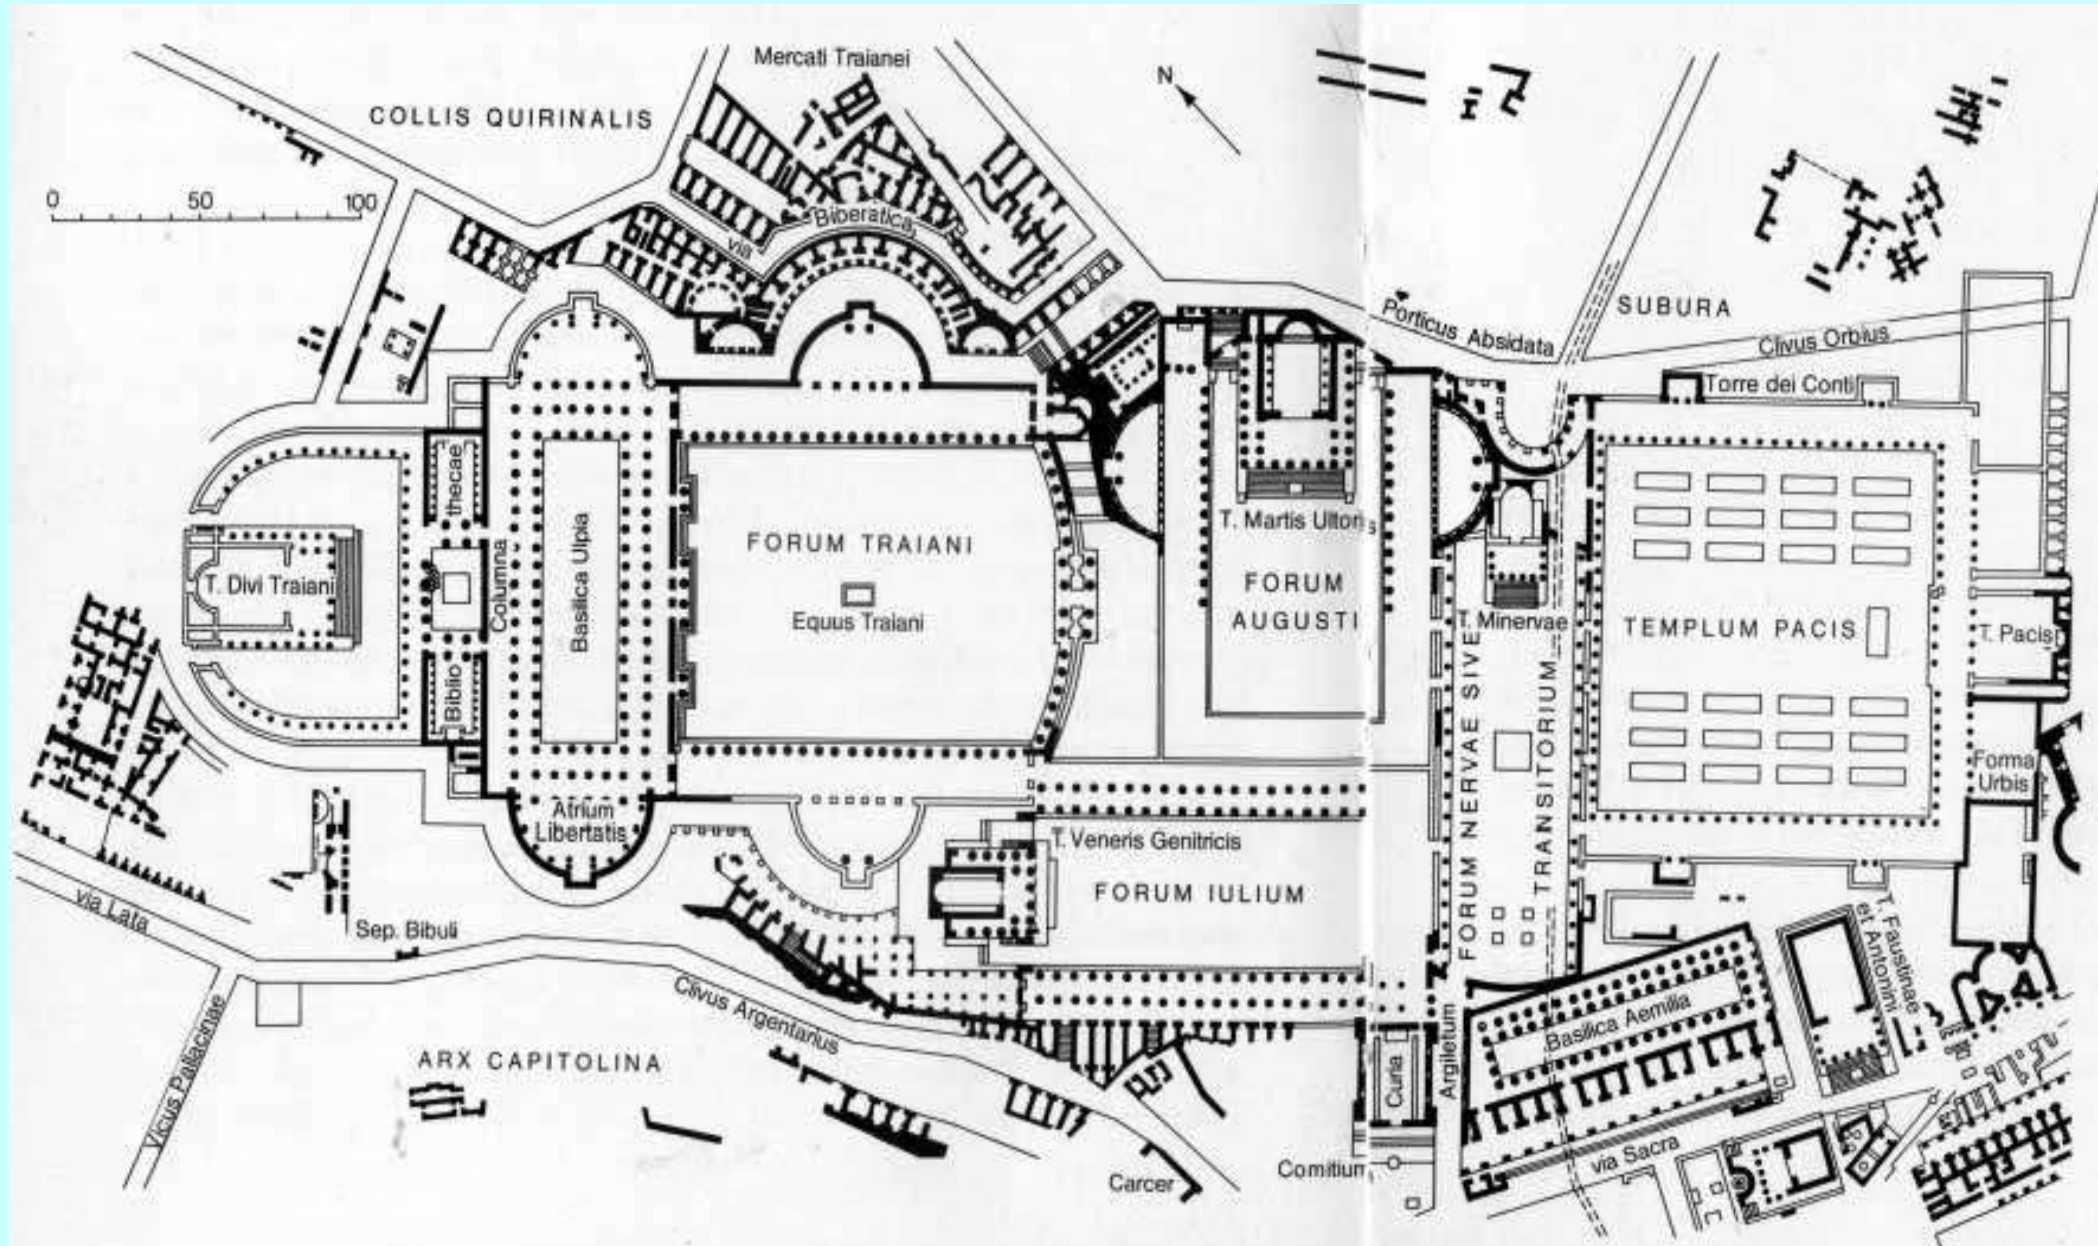 Mercati Traianei
N
COLLIS QUIRINALIS
0 50 100
via Biberatica
SUBURA
Porticus Absidata
Clivus Orbius
Torre dei Conti
thecae
Biblio
Columna
Basilica Ulpia
T. Divi Traiani
FORUM TRAIANI
Equus Traiani
T. Martis Ultoris
FORUM
AUGUSTI
T. Minervae
FORUM NERVAE SIVE
TRANSITORIUM
TEMPLUM PACIS
T. Pacis
Forma
Urbis
Atrium
Libertatis
T. Veneris Genitricis
FORUM IULIUM
via Lata
Sep. Bibuli
Clivus Argentarius
Vicus Pallacinae
ARX CAPITOLINA
Carcer
Comitium
Curia
Argiletum
Basilica Aemilia
via Sacra
T. Faustinae
et Antonini